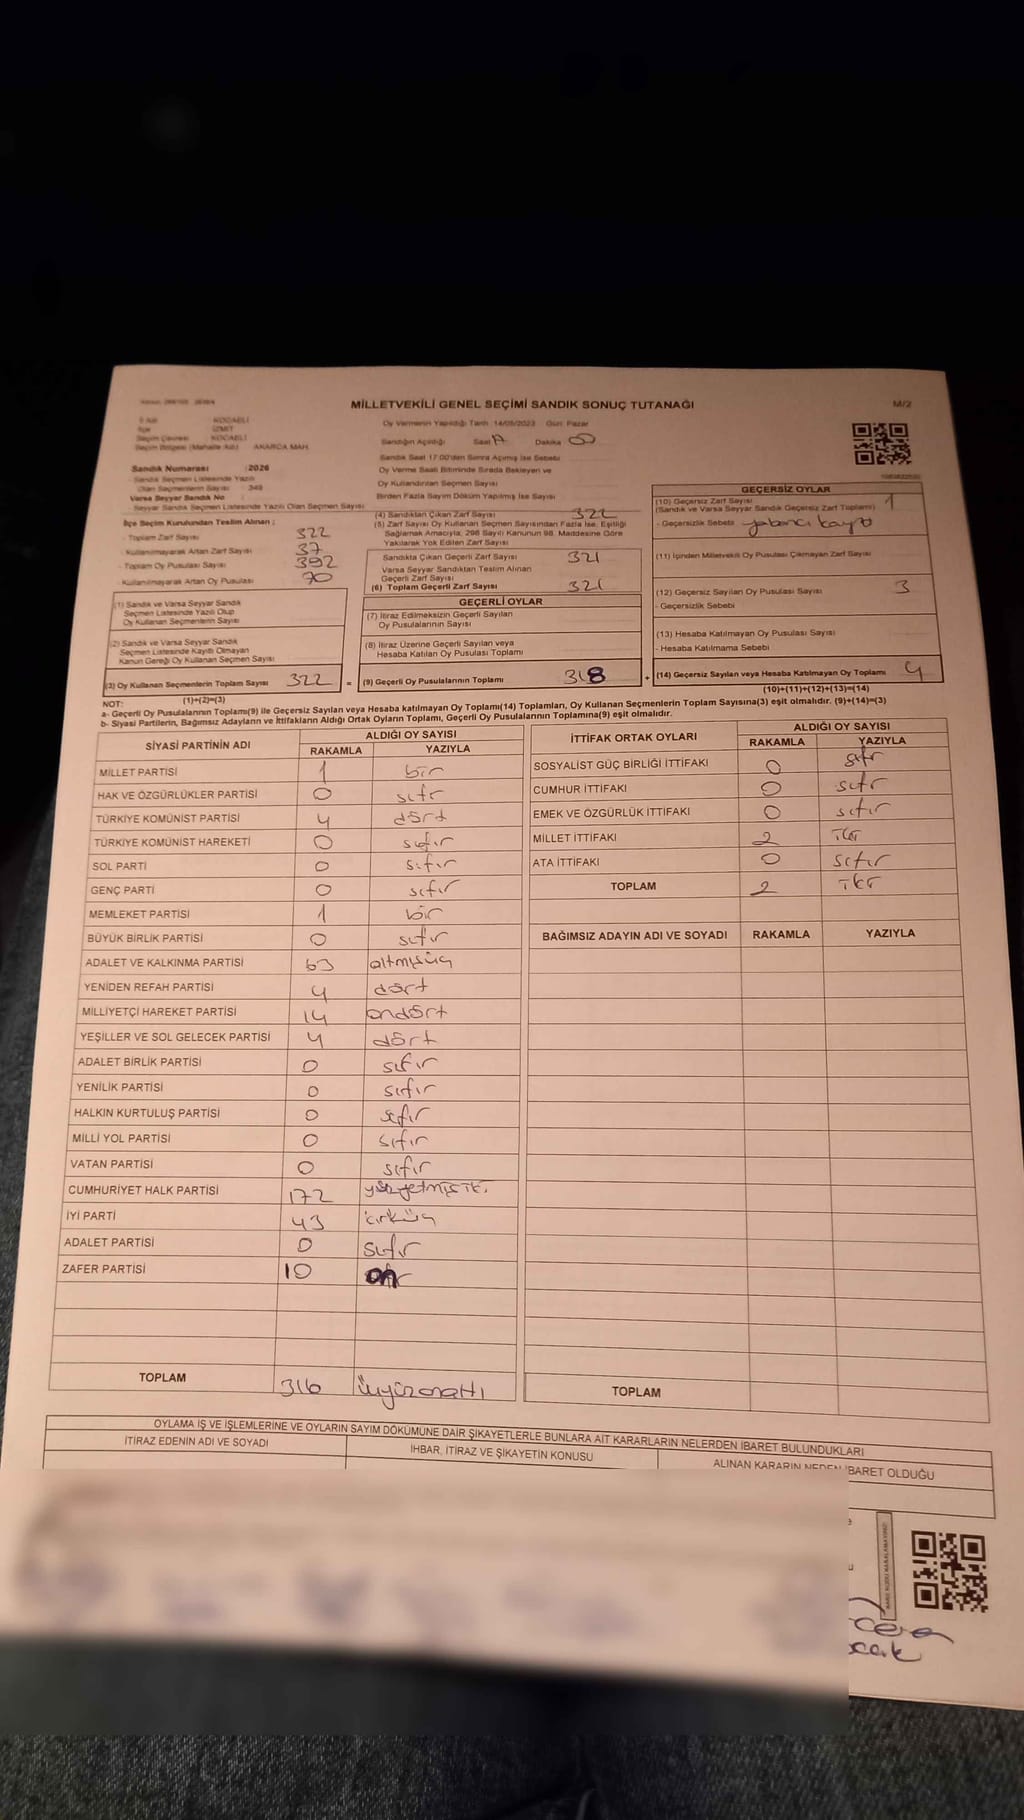 MİLLETVEKİLİ GENEL SEÇİMİ SANDIK SONUÇ TUTANAĞI
M/2
KOCAELİ
İZMİT
KOCAELİ
Seçim Bölgesi (Mahalle Adı) AKARCA MAH.
Sandık Numarası :2026
Sandık Seçmen Listesinde Yazılı
Olan Seçmenlerin Sayısı : 349
Varsa Seyyar Sandık No
Seyyar Sandık Seçmen Listesinde Yazılı Olan Seçmen Sayısı
İlçe Seçim Kurulundan Teslim Alınan ;
- Toplam Zarf Sayısı 322
- Kullanılmayarak Artan Zarf Sayısı 37
- Toplam Oy Pusulası Sayısı 392
- Kullanılmayarak Artan Oy Pusulası 70
(1) Sandık ve Varsa Seyyar Sandık
Seçmen Listesinde Yazılı Olup
Oy Kullanan Seçmenlerin Sayısı
(2) Sandık ve Varsa Seyyar Sandık
Seçmen Listesinde Kayıtlı Olmayan
Kanun Gereği Oy Kullanan Seçmen Sayısı
(3) Oy Kullanan Seçmenlerin Toplam Sayısı 322 =
(1)+(2)=(3)
Oy Vermenin Yapıldığı Tarih 14/05/2023 Gün Pazar
Sandığın Açıldığı Saat Dakika 00
Sandık Saat 17:00'den Sonra Açılmış İse Sebebi
Oy Verme Saati Bitiminde Sırada Bekleyen ve
Oy Kullandırılan Seçmen Sayısı
Birden Fazla Sayım Döküm Yapılmış İse Sayısı
(4) Sandıktan Çıkan Zarf Sayısı 322
(5) Zarf Sayısı Oy Kullanan Seçmen Sayısından Fazla İse, Eşitliği
Sağlamak Amacıyla, 298 Sayılı Kanunun 98. Maddesine Göre
Yakılarak Yok Edilen Zarf Sayısı
Sandıkta Çıkan Geçerli Zarf Sayısı 321
Varsa Seyyar Sandıktan Teslim Alınan
Geçerli Zarf Sayısı
(6) Toplam Geçerli Zarf Sayısı 321
GEÇERLİ OYLAR
(7) İtiraz Edilmeksizin Geçerli Sayılan
Oy Pusulalarının Sayısı
(8) İtiraz Üzerine Geçerli Sayılan veya
Hesaba Katılan Oy Pusulası Toplamı
(9) Geçerli Oy Pusulalarının Toplamı 318 +
GEÇERSİZ OYLAR
(10) Geçersiz Zarf Sayısı 1
(Sandık ve Varsa Seyyar Sandık Geçersiz Zarf Toplamı)
- Geçersizlik Sebebi yabancı
(11) İçinden Milletvekili Oy Pusulası Çıkmayan Zarf Sayısı
(12) Geçersiz Sayılan Oy Pusulası Sayısı 3
- Geçersizlik Sebebi
(13) Hesaba Katılmayan Oy Pusulası Sayısı
- Hesaba Katılmama Sebebi
(14) Geçersiz Sayılan veya Hesaba Katılmayan Oy Toplamı 4
(10)+(11)+(12)+(13)=(14)
NOT:
a- Geçerli Oy Pusulalarının Toplamı(9) ile Geçersiz Sayılan veya Hesaba katılmayan Oy Toplamı(14) Toplamları, Oy Kullanan Seçmenlerin Toplam Sayısına(3) eşit olmalıdır. (9)+(14)=(3)
b- Siyasi Partilerin, Bağımsız Adayların ve İttifakların Aldığı Ortak Oyların Toplamı, Geçerli Oy Pusulalarının Toplamına(9) eşit olmalıdır.
SİYASİ PARTİNİN ADI ALDIĞI OY SAYISI
RAKAMLA YAZIYLA
MİLLET PARTİSİ 1 bir
HAK VE ÖZGÜRLÜKLER PARTİSİ 0 sıfır
TÜRKİYE KOMÜNİST PARTİSİ 4 dört
TÜRKİYE KOMÜNİST HAREKETİ 0 sıfır
SOL PARTİ 0 sıfır
GENÇ PARTİ 0 sıfır
MEMLEKET PARTİSİ 1 bir
BÜYÜK BİRLİK PARTİSİ 0 sıfır
ADALET VE KALKINMA PARTİSİ 63 altmışüç
YENİDEN REFAH PARTİSİ 4 dört
MİLLİYETÇİ HAREKET PARTİSİ 14 ondört
YEŞİLLER VE SOL GELECEK PARTİSİ 4 dört
ADALET BİRLİK PARTİSİ 0 sıfır
YENİLİK PARTİSİ 0 sıfır
HALKIN KURTULUŞ PARTİSİ 0 sıfır
MİLLİ YOL PARTİSİ 0 sıfır
VATAN PARTİSİ 0 sıfır
CUMHURİYET HALK PARTİSİ 172
İYİ PARTİ 43 kırküç
ADALET PARTİSİ 0 sıfır
ZAFER PARTİSİ 10 on
TOPLAM 316 üçyüzonaltı
İTTİFAK ORTAK OYLARI ALDIĞI OY SAYISI
RAKAMLA YAZIYLA
SOSYALİST GÜÇ BİRLİĞİ İTTİFAKI 0 sıfır
CUMHUR İTTİFAKI 0 sıfır
EMEK VE ÖZGÜRLÜK İTTİFAKI 0 sıfır
MİLLET İTTİFAKI 2 iki
ATA İTTİFAKI 0 sıfır
TOPLAM 2 iki
BAĞIMSIZ ADAYIN ADI VE SOYADI RAKAMLA YAZIYLA
TOPLAM
OYLAMA İŞ VE İŞLEMLERİNE VE OYLARIN SAYIM DÖKÜMÜNE DAİR ŞİKAYETLERLE BUNLARA AİT KARARLARIN NELERDEN İBARET BULUNDUKLARI
İTİRAZ EDENİN ADI VE SOYADI İHBAR, İTİRAZ VE ŞİKAYETİN KONUSU ALINAN KARARIN NEDEN İBARET OLDUĞU